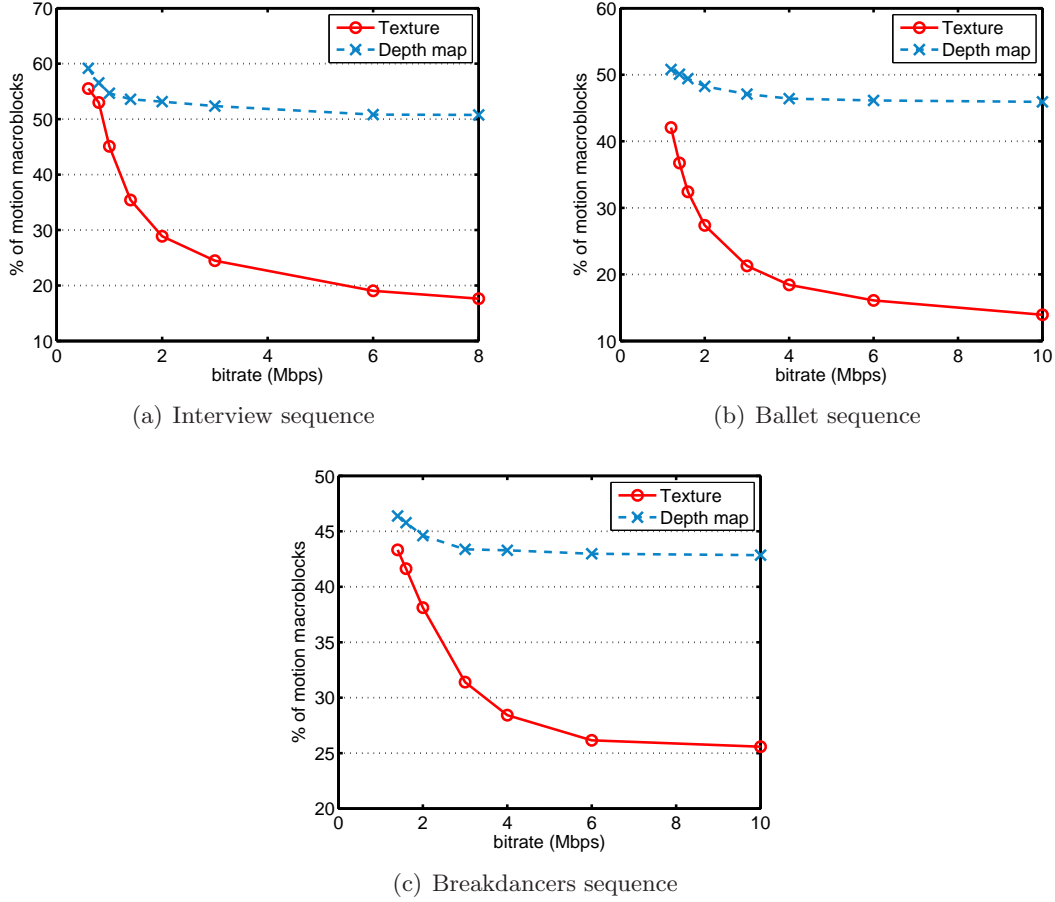 70
60
50
40
30
20
10
% of motion macroblocks
Texture
Depth map
0 2 4 6 8
bitrate (Mbps)
(a) Interview sequence
60
50
40
30
20
10
% of motion macroblocks
Texture
Depth map
0 2 4 6 8 10
bitrate (Mbps)
(b) Ballet sequence
50
45
40
35
30
25
20
% of motion macroblocks
Texture
Depth map
0 2 4 6 8 10
bitrate (Mbps)
(c) Breakdancers sequence